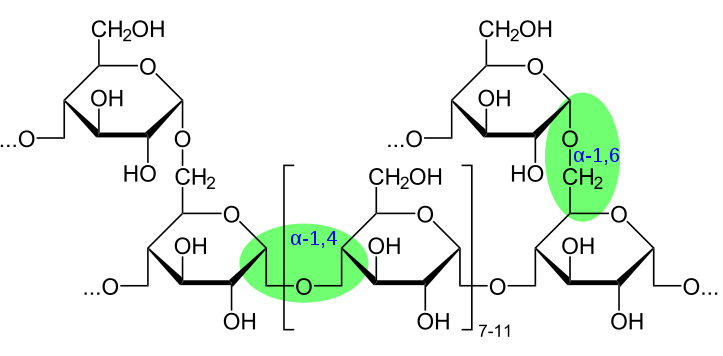 CH₂OH CH₂OH
O O
OH OH
...O ...O
O O
α-1,6
HO HO
CH₂ CH₂
CH₂OH
O O O
α-1,4
OH OH OH
...O O O O...
OH OH OH
7-11